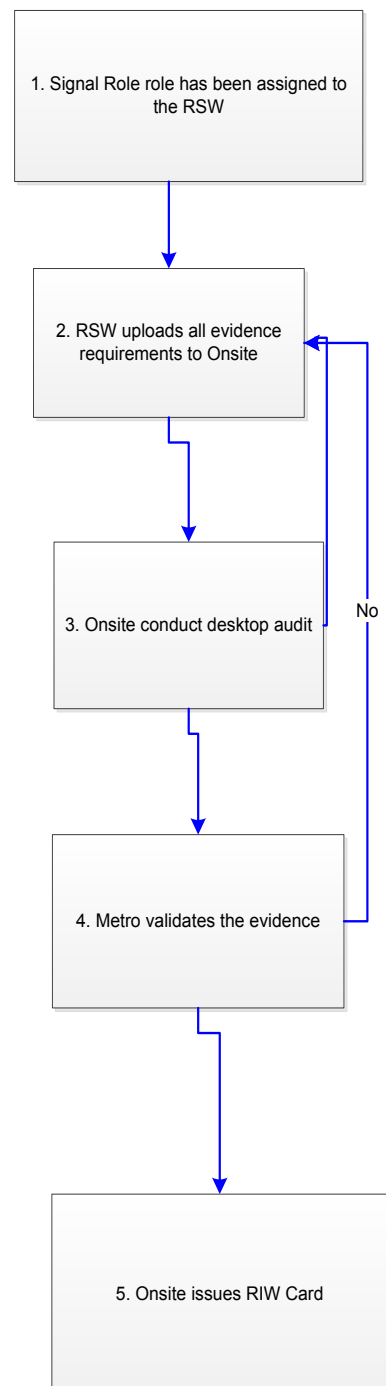 1. Signal Role role has been assigned to
the RSW
2. RSW uploads all evidence
requirements to Onsite
3. Onsite conduct desktop audit
No
4. Metro validates the evidence
5. Onsite issues RIW Card